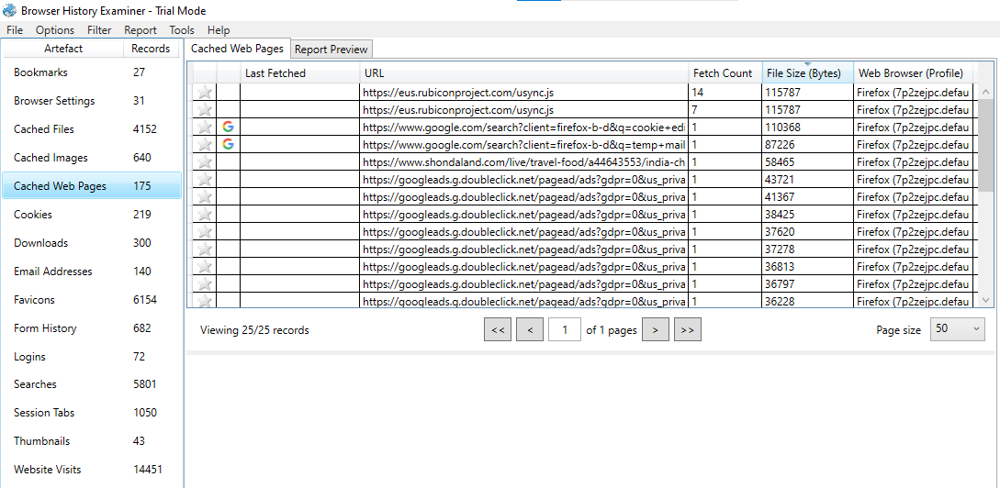 Browser History Examiner - Trial Mode
File Options Filter Report Tools Help
Artefact Records
Bookmarks 27
Browser Settings 31
Cached Files 4152
Cached Images 640
Cached Web Pages 175
Cookies 219
Downloads 300
Email Addresses 140
Favicons 6154
Form History 682
Logins 72
Searches 5801
Session Tabs 1050
Thumbnails 43
Website Visits 14451
Cached Web Pages Report Preview
Last Fetched URL Fetch Count File Size (Bytes) Web Browser (Profile)
https://eus.rubiconproject.com/usync.js 14 115787 Firefox (7p2zejpc.defau
https://eus.rubiconproject.com/usync.js 7 115787 Firefox (7p2zejpc.defau
G https://www.google.com/search?client=firefox-b-d&q=cookie+edi 1 110368 Firefox (7p2zejpc.defau
G https://www.google.com/search?client=firefox-b-d&q=temp+mail 1 87226 Firefox (7p2zejpc.defau
https://www.shondaland.com/live/travel-food/a44643553/india-ch 1 58465 Firefox (7p2zejpc.defau
https://googleads.g.doubleclick.net/pagead/ads?gdpr=0&us_priva 1 43721 Firefox (7p2zejpc.defau
https://googleads.g.doubleclick.net/pagead/ads?gdpr=0&us_priva 1 41367 Firefox (7p2zejpc.defau
https://googleads.g.doubleclick.net/pagead/ads?gdpr=0&us_priva 1 38425 Firefox (7p2zejpc.defau
https://googleads.g.doubleclick.net/pagead/ads?gdpr=0&us_priva 1 37620 Firefox (7p2zejpc.defau
https://googleads.g.doubleclick.net/pagead/ads?gdpr=0&us_priva 1 37278 Firefox (7p2zejpc.defau
https://googleads.g.doubleclick.net/pagead/ads?gdpr=0&us_priva 1 36813 Firefox (7p2zejpc.defau
https://googleads.g.doubleclick.net/pagead/ads?gdpr=0&us_priva 1 36797 Firefox (7p2zejpc.defau
https://googleads.g.doubleclick.net/pagead/ads?gdpr=0&us_priva 1 36228 Firefox (7p2zejpc.defau
Viewing 25/25 records << < 1 of 1 pages > >> Page size 50